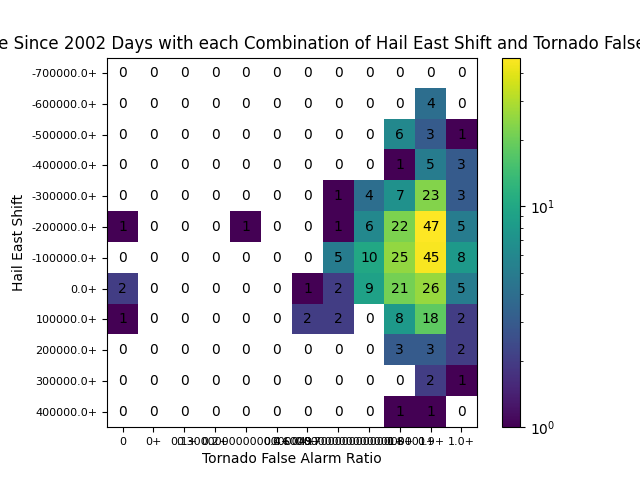 e Since 2002 Days with each Combination of Hail East Shift and Tornado False
-700000.0+ 0 0 0 0 0 0 0 0 0 0 0 0
-600000.0+ 0 0 0 0 0 0 0 0 0 0 4 0
-500000.0+ 0 0 0 0 0 0 0 0 0 6 3 1
-400000.0+ 0 0 0 0 0 0 0 0 0 1 5 3
-300000.0+ 0 0 0 0 0 0 0 1 4 7 23 3
-200000.0+ 1 0 0 0 1 0 0 1 6 22 47 5
-100000.0+ 0 0 0 0 0 0 0 5 10 25 45 8
0.0+ 2 0 0 0 0 0 1 2 9 21 26 5
100000.0+ 1 0 0 0 0 0 2 2 0 8 18 2
200000.0+ 0 0 0 0 0 0 0 0 0 3 3 2
300000.0+ 0 0 0 0 0 0 0 0 0 0 2 1
400000.0+ 0 0 0 0 0 0 0 0 0 1 1 0
0 0+ 1.0+
Tornado False Alarm Ratio
Hail East Shift
10^1
10^0